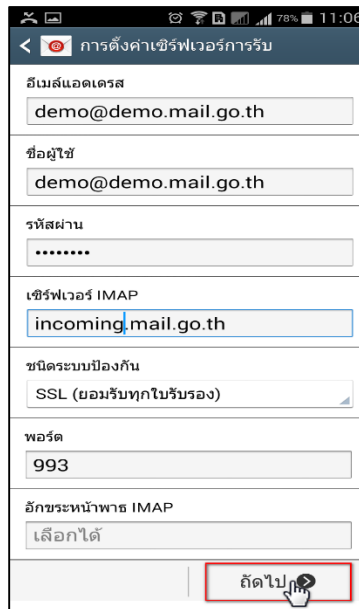 78% 11:06
การตั้งค่าเซิร์ฟเวอร์การรับ
อีเมล์แอดเดรส
demo@demo.mail.go.th
ชื่อผู้ใช้
demo@demo.mail.go.th
รหัสผ่าน
••••••••
เซิร์ฟเวอร์ IMAP
incoming.mail.go.th
ชนิดระบบป้องกัน
SSL (ยอมรับทุกใบรับรอง)
พอร์ต
993
อักขระหน้าพาธ IMAP
เลือกได้
ถัดไป